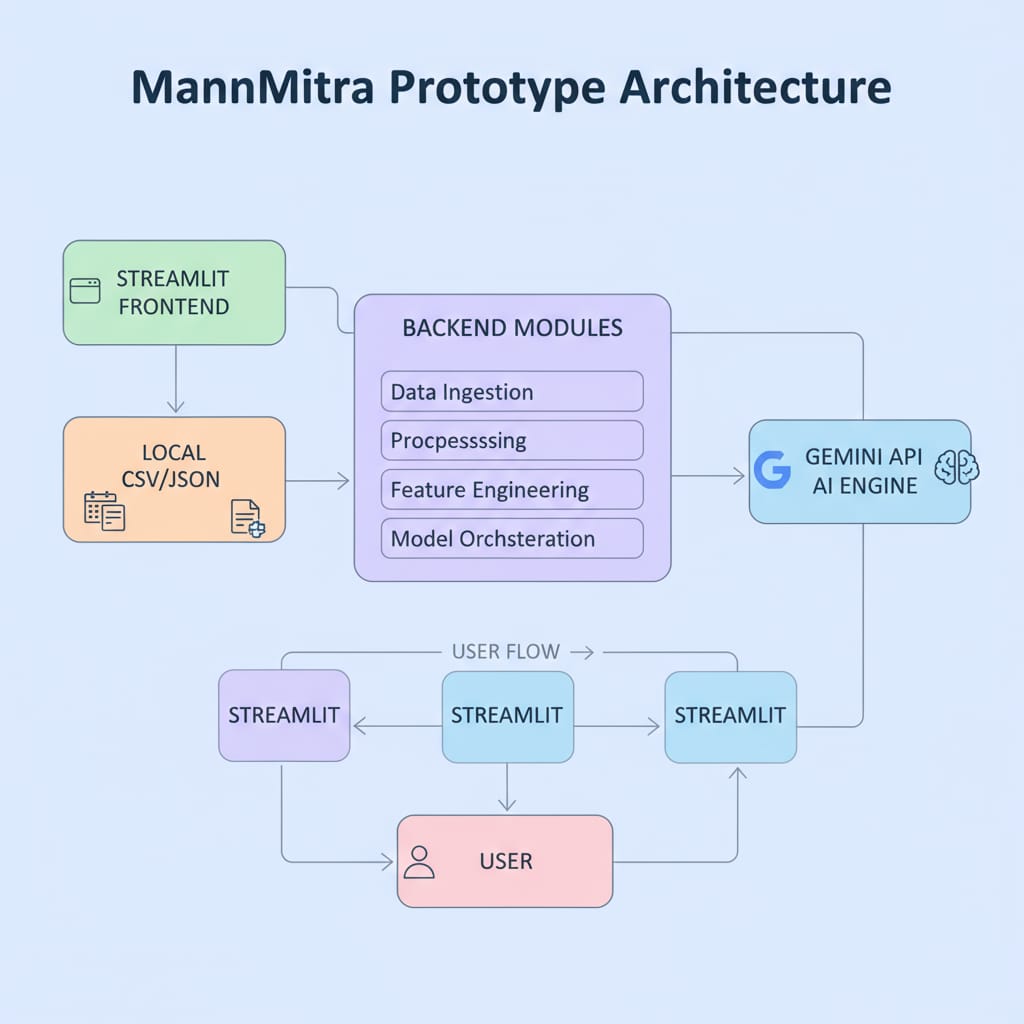 MannMitra Prototype Architecture
STREAMLIT
FRONTEND
LOCAL
CSV/JSON
BACKEND MODULES
Data Ingestion
Procpessssing
Feature Engineering
Model Orchsteration
G
GEMINI API
AI ENGINE
USER FLOW →
STREAMLIT
STREAMLIT
STREAMLIT
USER